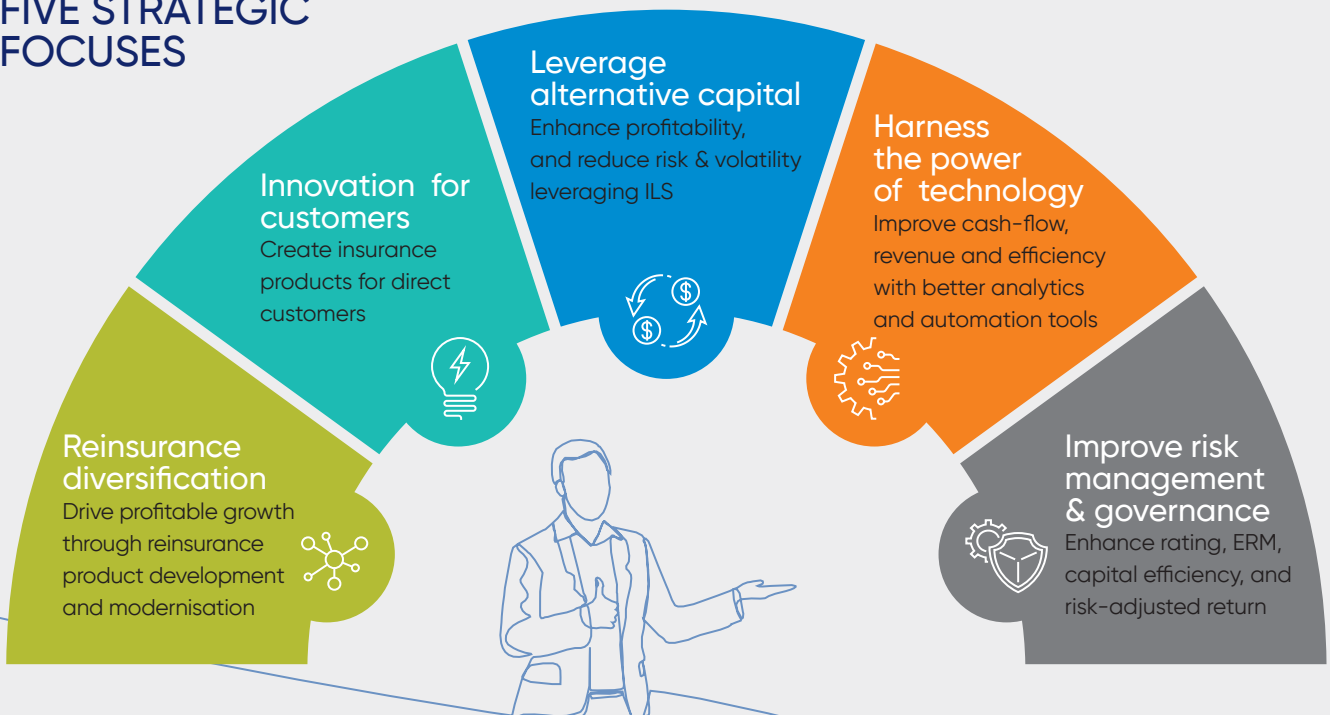 FIVE STRATEGIC
FOCUSES
Reinsurance
diversification
Drive profitable growth
through reinsurance
product development
and modernisation
Innovation for
customers
Create insurance
products for direct
customers
Leverage
alternative capital
Enhance profitability,
and reduce risk & volatility
leveraging ILS
Harness
the power
of technology
Improve cash-flow,
revenue and efficiency
with better analytics
and automation tools
Improve risk
management
& governance
Enhance rating, ERM,
capital efficiency, and
risk-adjusted return